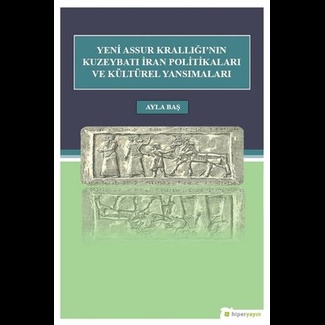 YENİ ASSUR KRALLIĞI'NIN
KUZEYBATI İRAN POLİTİKALARI
VE KÜLTÜREL YANSIMALARI
AYLA BAŞ
hiperyayın